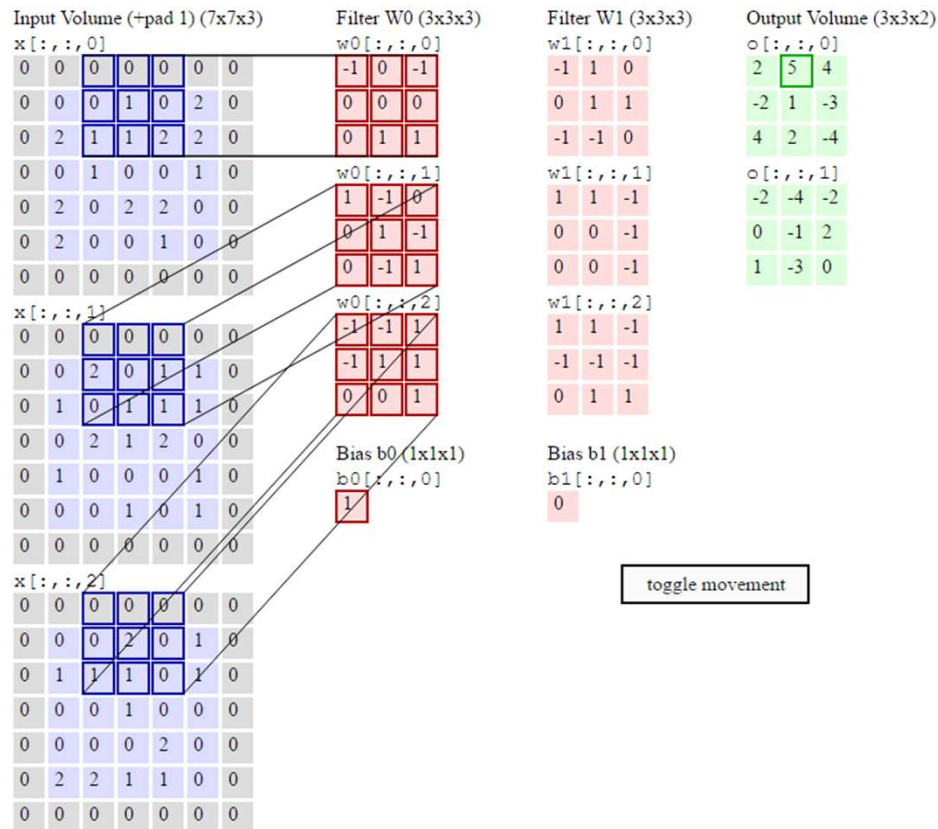 Input Volume (+pad 1) (7x7x3)
x[:,:,0]
0 0 0 0 0 0 0
0 0 0 1 0 2 0
0 2 1 1 2 2 0
0 0 1 0 0 1 0
0 2 0 2 2 0 0
0 2 0 0 1 0 0
0 0 0 0 0 0 0
x[:,:,1]
0 0 0 0 0 0 0
0 0 2 0 1 1 0
0 1 0 1 1 1 0
0 0 2 1 2 0 0
0 1 0 0 0 1 0
0 0 0 1 0 1 0
0 0 0 0 0 0 0
x[:,:,2]
0 0 0 0 0 0 0
0 0 0 2 0 1 0
0 1 1 1 0 1 0
0 0 0 1 0 0 0
0 0 0 0 2 0 0
0 2 2 1 1 0 0
0 0 0 0 0 0 0
Filter W0 (3x3x3)
w0[:,:,0]
-1 0 -1
0 0 0
0 1 1
w0[:,:,1]
1 -1 0
0 1 -1
0 -1 1
w0[:,:,2]
-1 -1 1
-1 1 1
0 0 1
Bias b0 (1x1x1)
b0[:,:,0]
1
Filter W1 (3x3x3)
w1[:,:,0]
-1 1 0
0 1 1
-1 -1 0
w1[:,:,1]
1 1 -1
0 0 -1
0 0 -1
w1[:,:,2]
1 1 -1
-1 -1 -1
0 1 1
Bias b1 (1x1x1)
b1[:,:,0]
0
Output Volume (3x3x2)
o[:,:,0]
2 5 4
-2 1 -3
4 2 -4
o[:,:,1]
-2 -4 -2
0 -1 2
1 -3 0
toggle movement